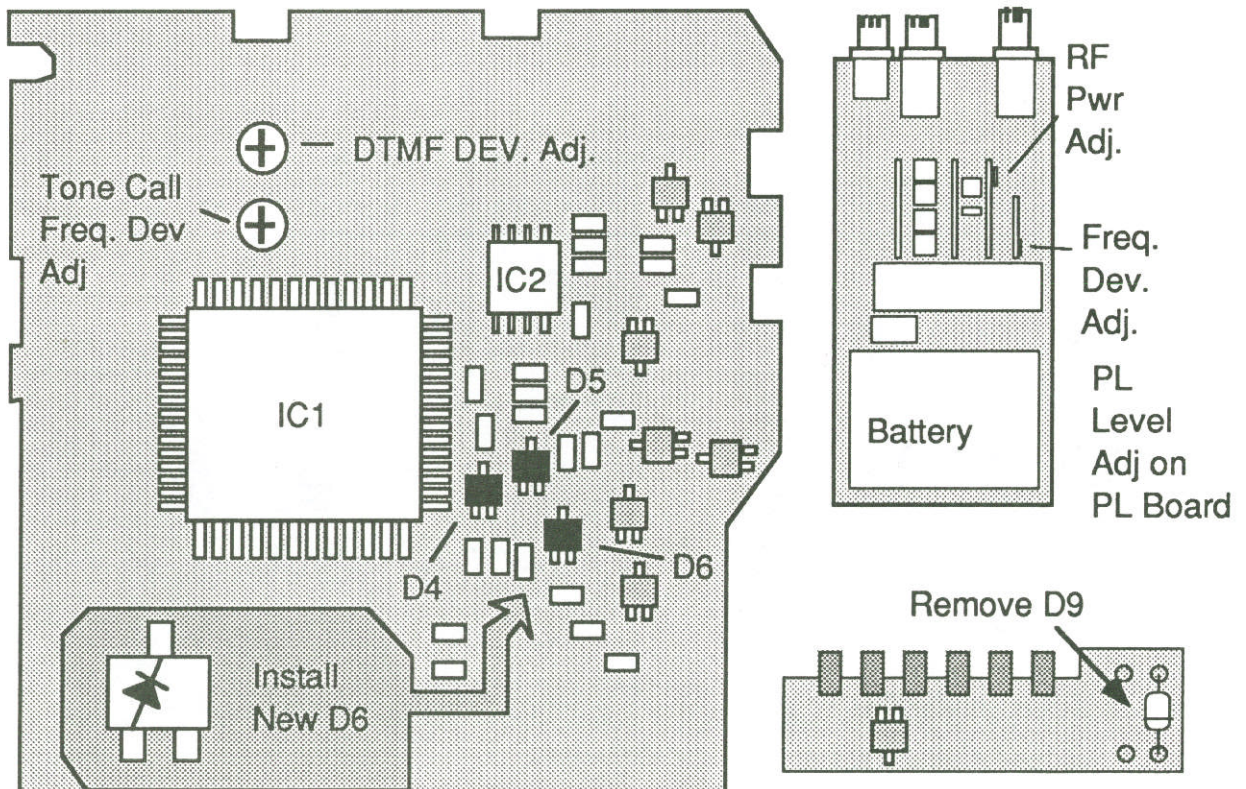 DTMF DEV. Adj.
Tone Call
Freq. Dev
Adj
IC2
IC1
D5
D4
D6
Install
New D6
RF
Pwr
Adj.
Freq.
Dev.
Adj.
PL
Level
Adj on
PL Board
Battery
Remove D9